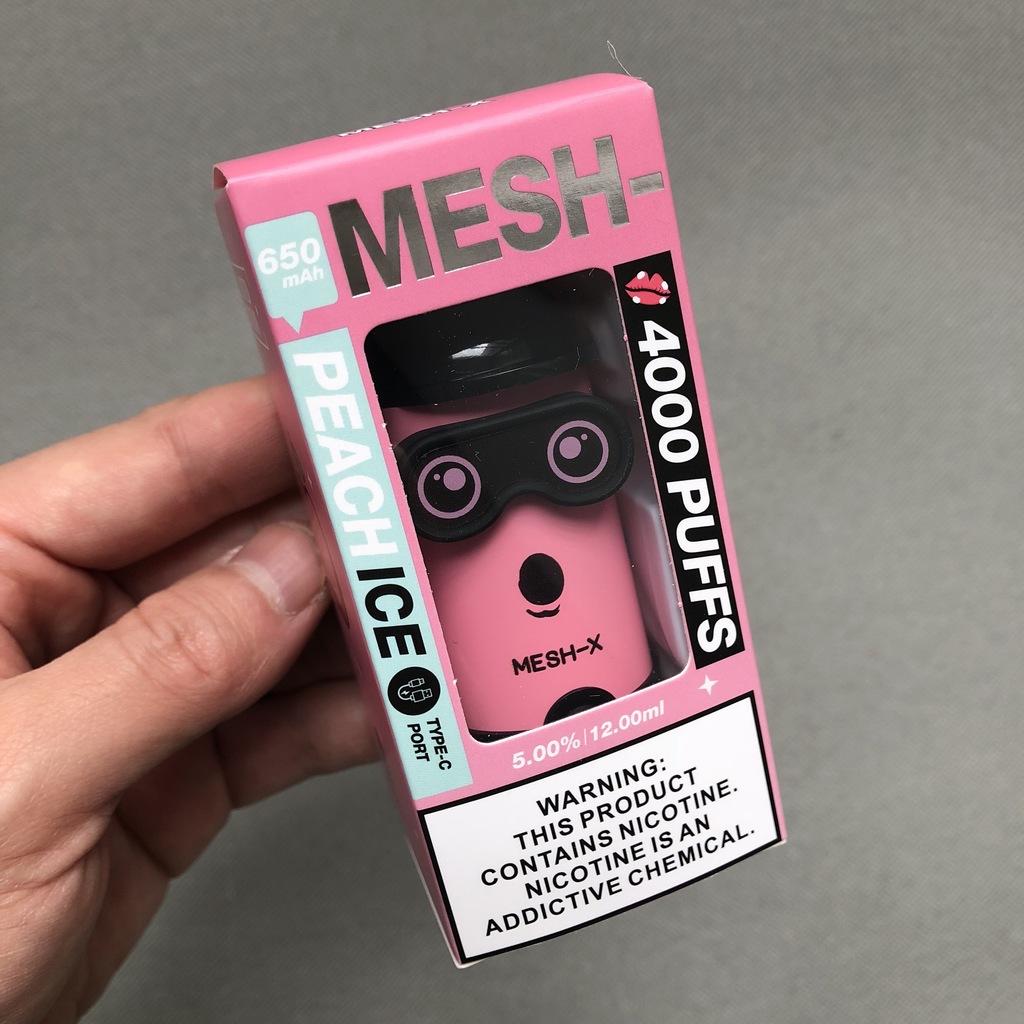 MESH-X
MESH-
650
mAh
PEACH ICE
TYPE-C
PORT
4000 PUFFS
MESH-X
5.00%|12.00ml
WARNING:
THIS PRODUCT
CONTAINS NICOTINE.
NICOTINE IS AN
ADDICTIVE CHEMICAL.